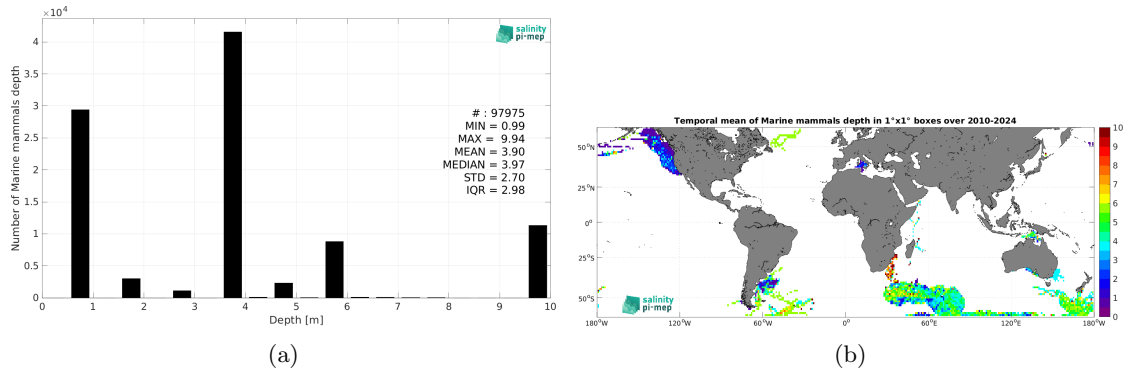 ×10⁴
salinity
pi-mep
Number of Marine mammals depth
4
3.5
3
2.5
2
1.5
1
0.5
0
# : 97975
MIN = 0.99
MAX = 9.94
MEAN = 3.90
MEDIAN = 3.97
STD = 2.70
IQR = 2.98
0 1 2 3 4 5 6 7 8 9 10
Depth [m]
(a)
Temporal mean of Marine mammals depth in 1°x1° boxes over 2010-2024
50°N
25°N
0°
25°S
50°S
salinity
pi-mep
180°W 120°W 60°W 0° 60°E 120°E 180°W
10
9
8
7
6
5
4
3
2
1
0
(b)